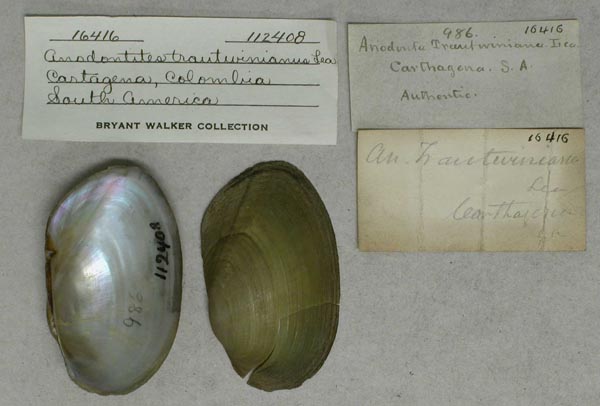 16416 112408
Anodontites trautwinianus Lea
Cartagena, Colombia
South America
BRYANT WALKER COLLECTION
986. 16416
Anodonta Trautwiniana Lea
Carthagena. S. A.
Authentic.
16416
An. Trautwiniana
Lea
Carthagena
112408
986